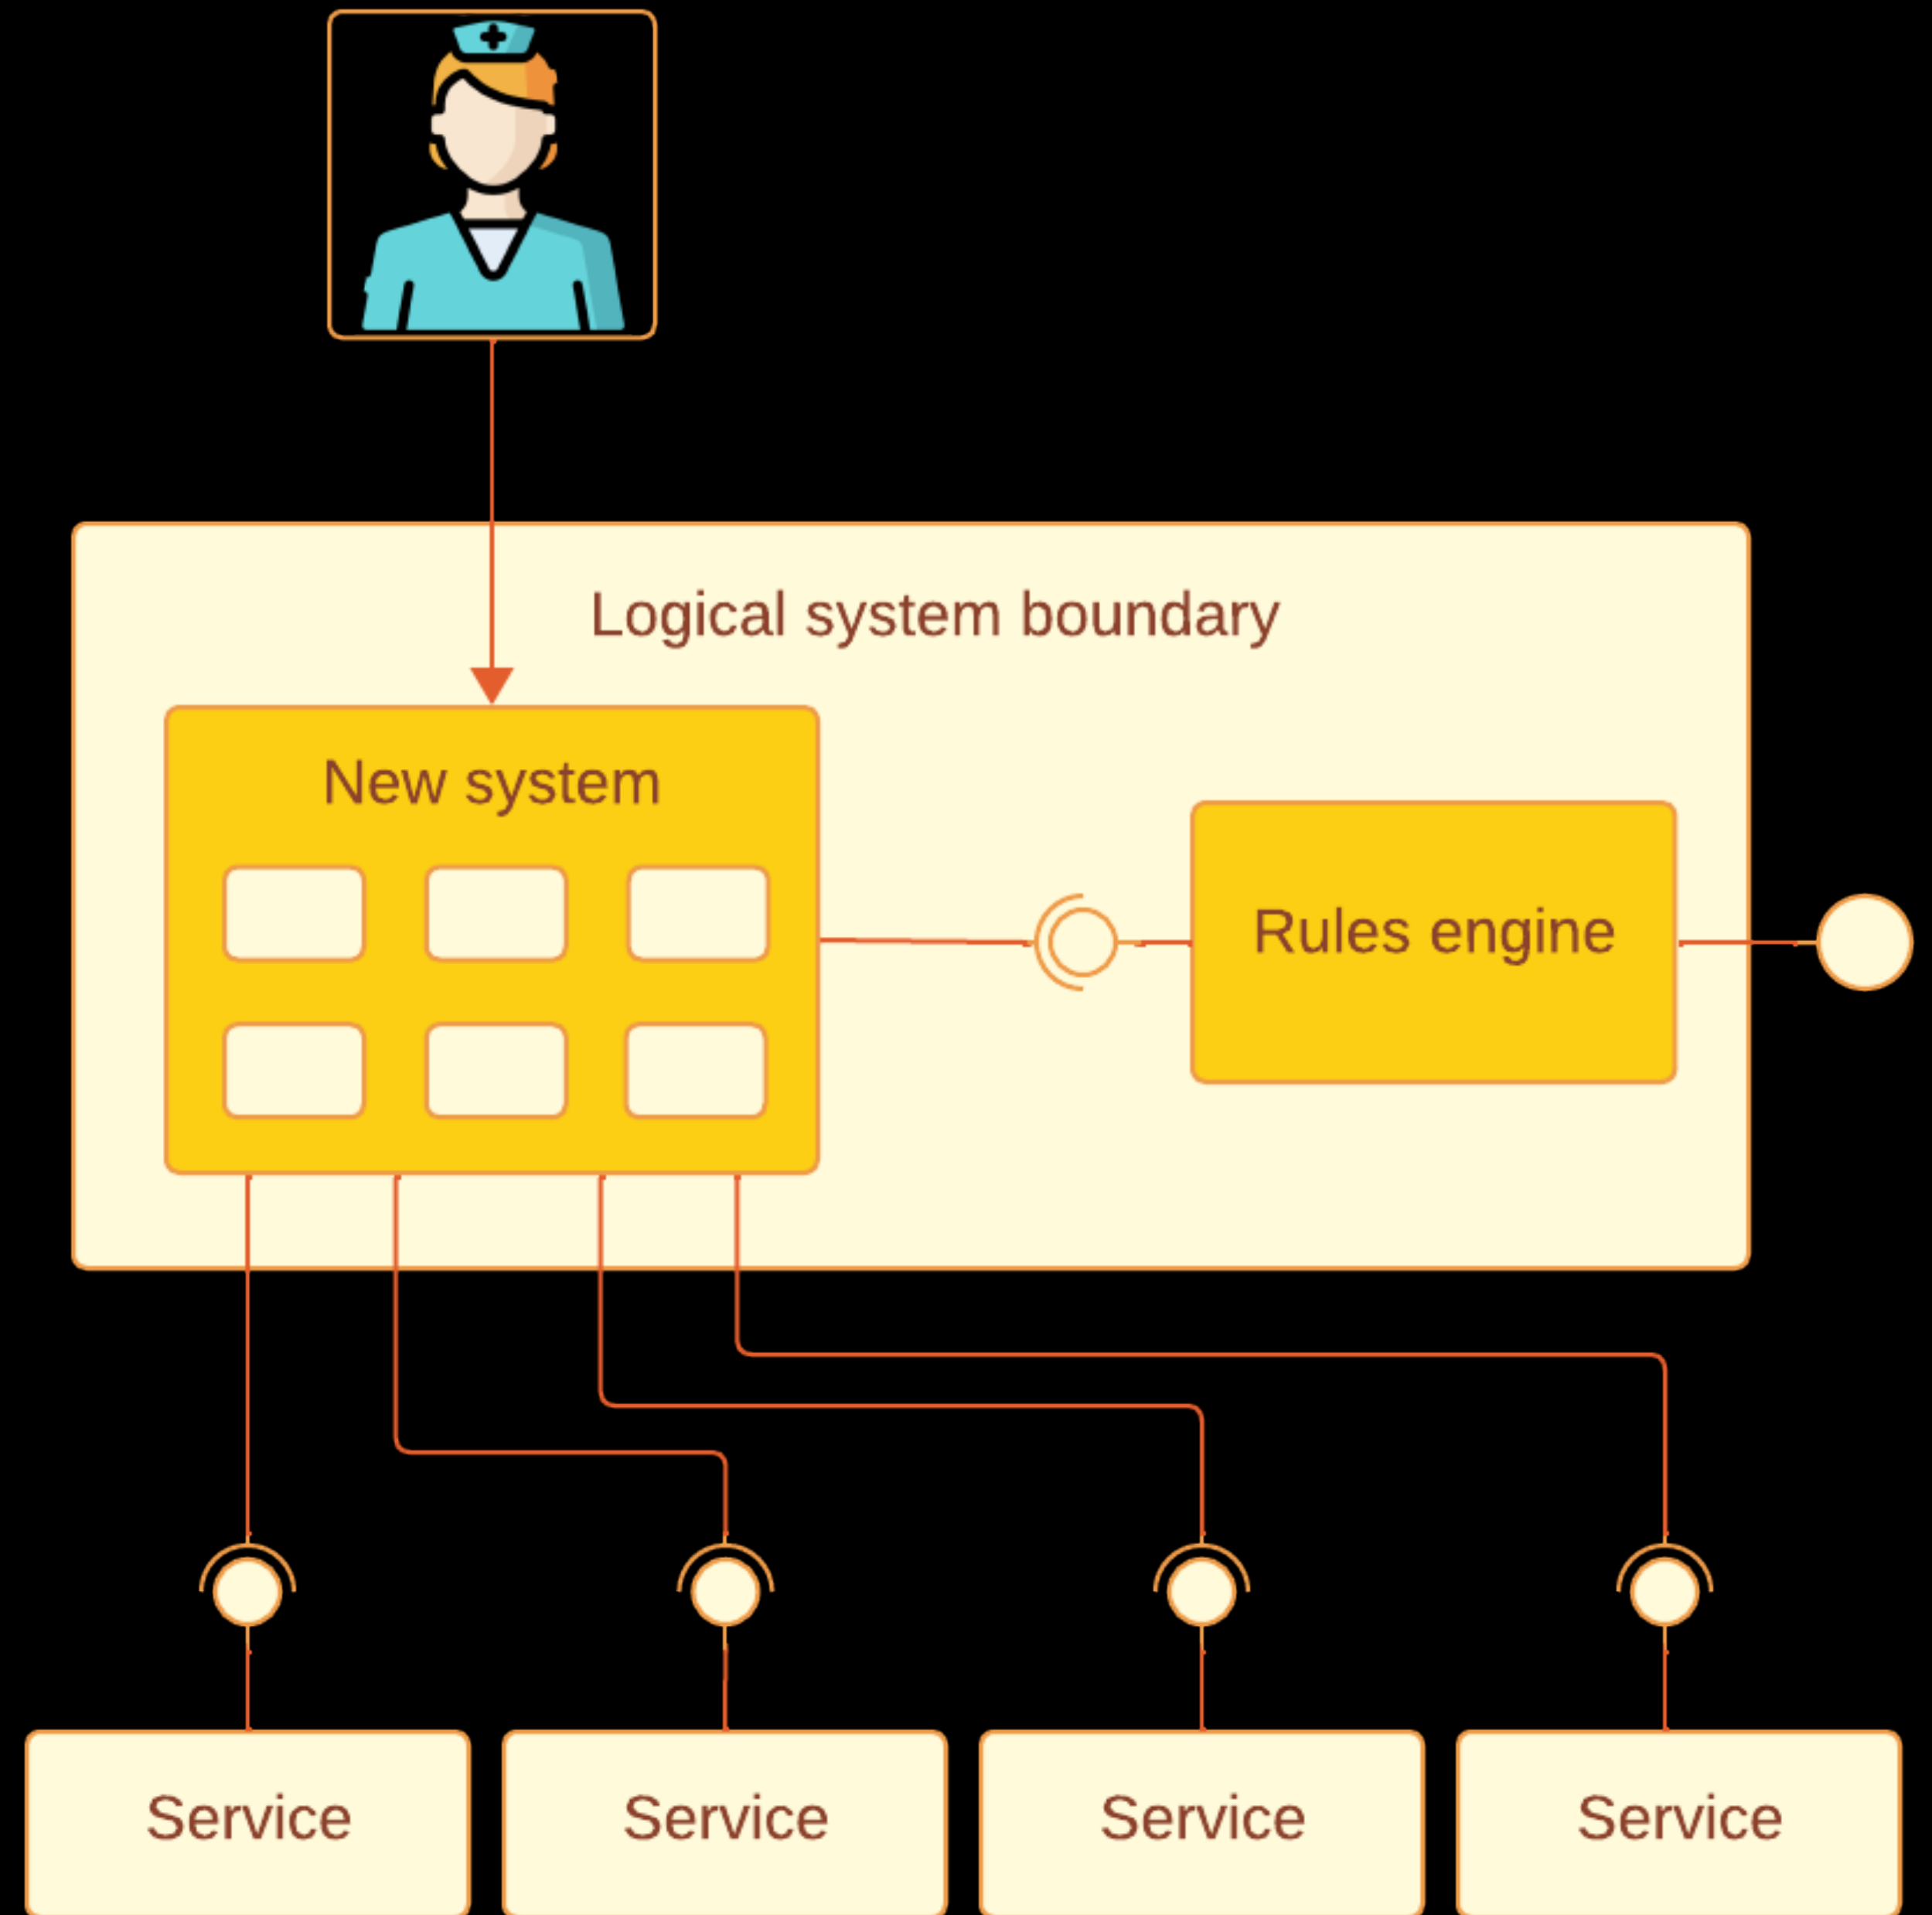 Logical system boundary
New system
Rules engine
Service
Service
Service
Service